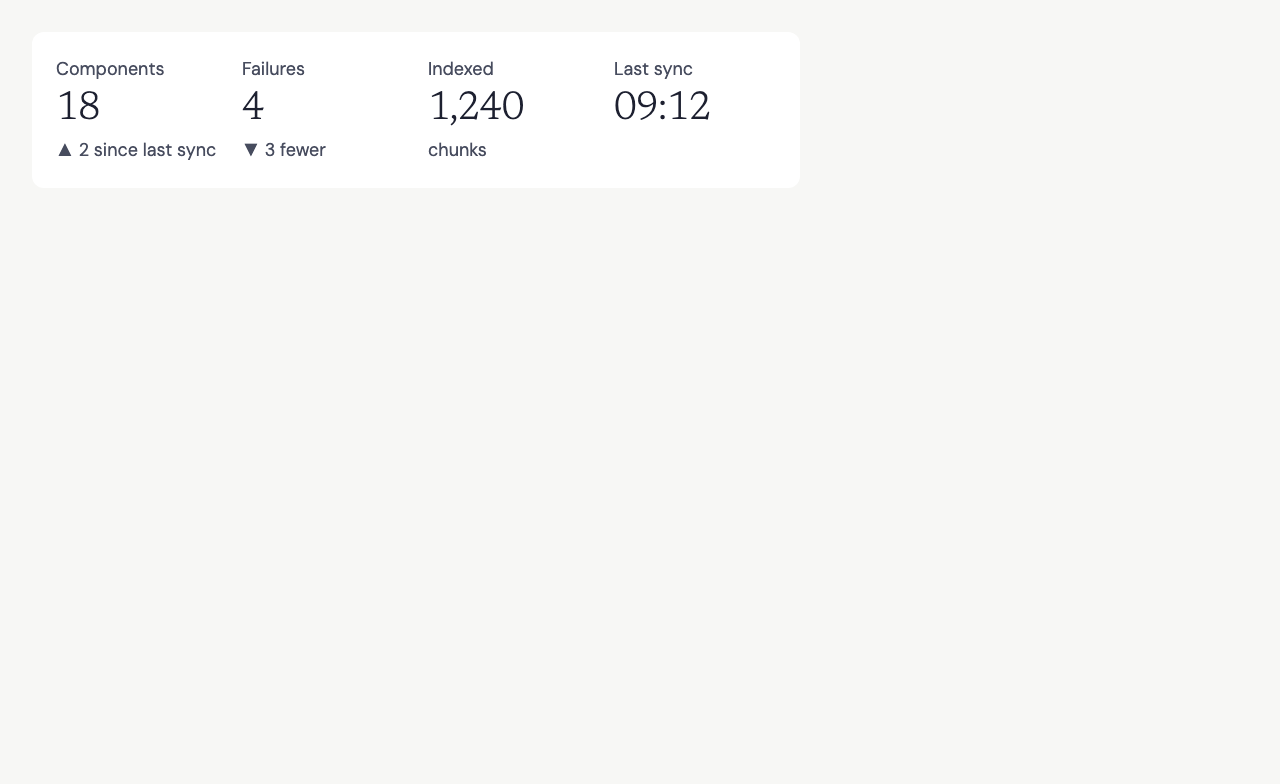 Components
18
▲ 2 since last sync
Failures
4
▼ 3 fewer
Indexed
1,240
chunks
Last sync
09:12